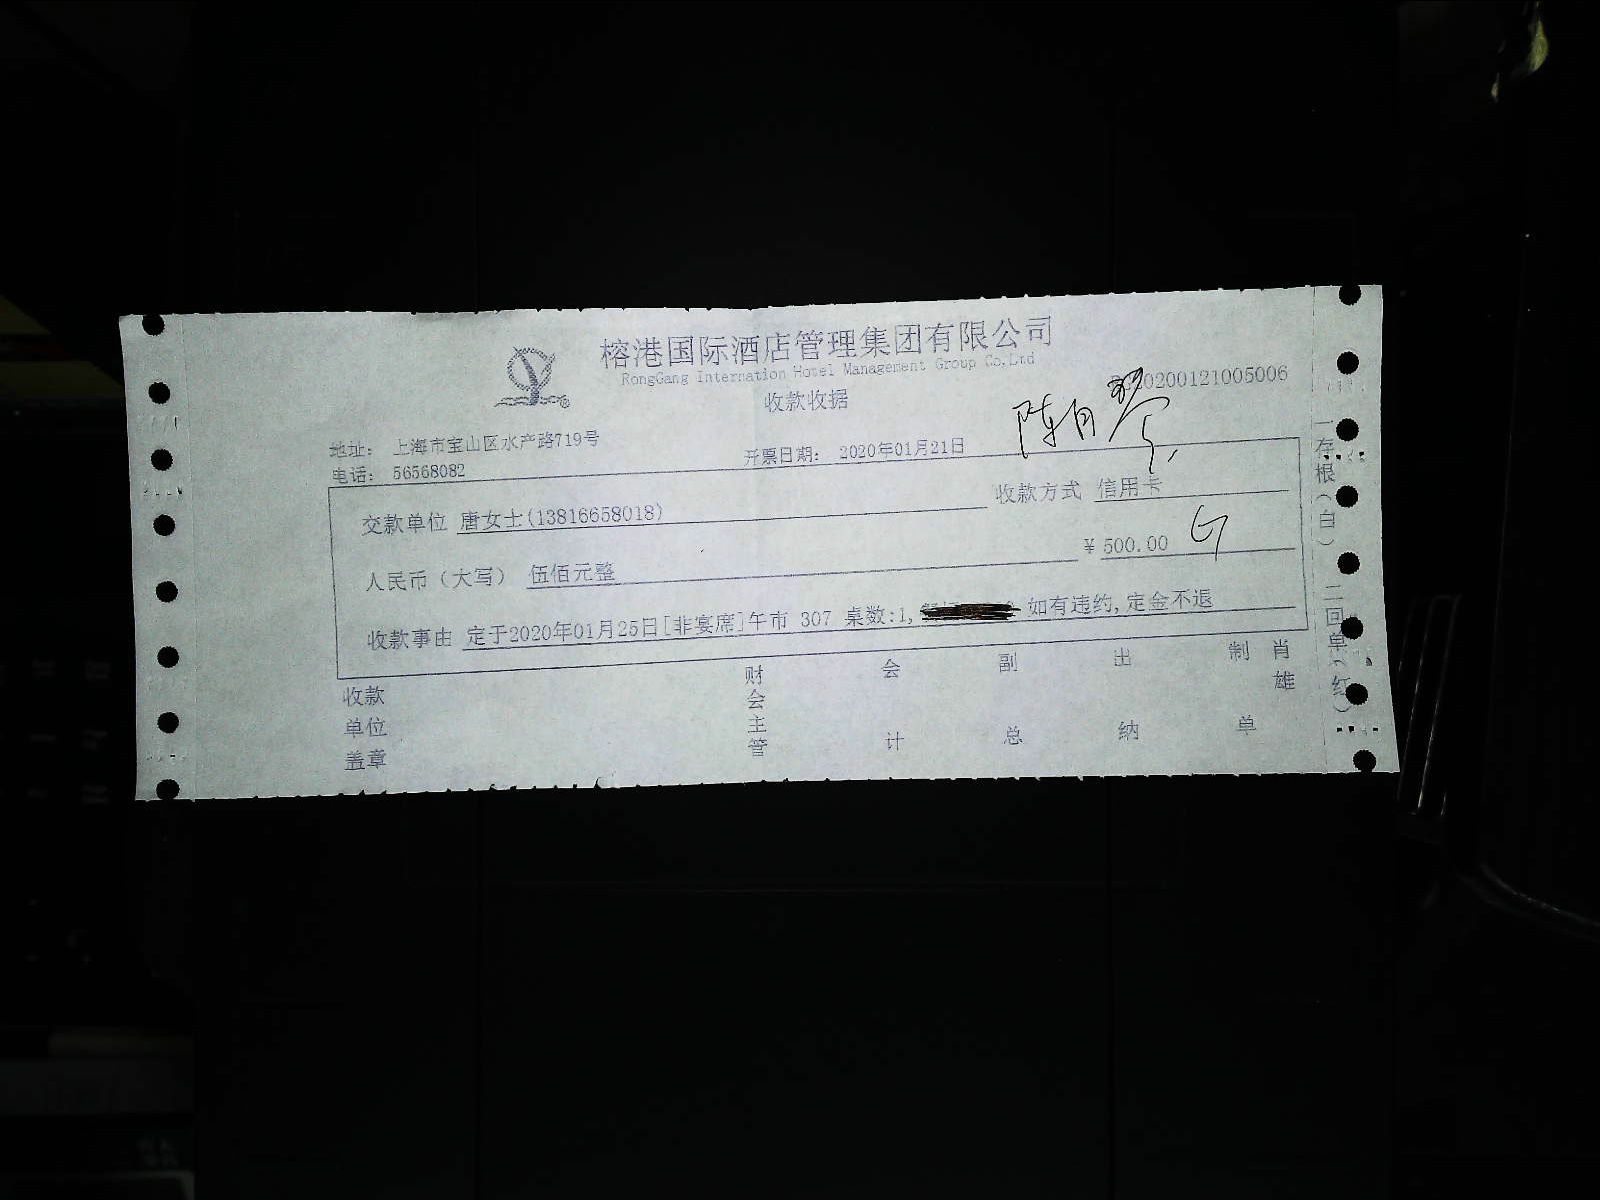 榕港国际酒店管理集团有限公司
RongGang Internation Hotel Management Group Co,Ltd
收款收据
0200121005006
陈月
地址: 上海市宝山区水产路719号
电话: 56568082
开票日期: 2020年01月21日
交款单位 唐女士(13816658018)
收款方式 信用卡
人民币（大写） 伍佰元整
¥ 500.00
收款事由 定于2020年01月25日[非宴席]午市 307 桌数:1, 如有违约,定金不退
收款单位盖章
财会主管
会计
副总
出纳
制单
肖雄
一存根（白） 二回单（红）